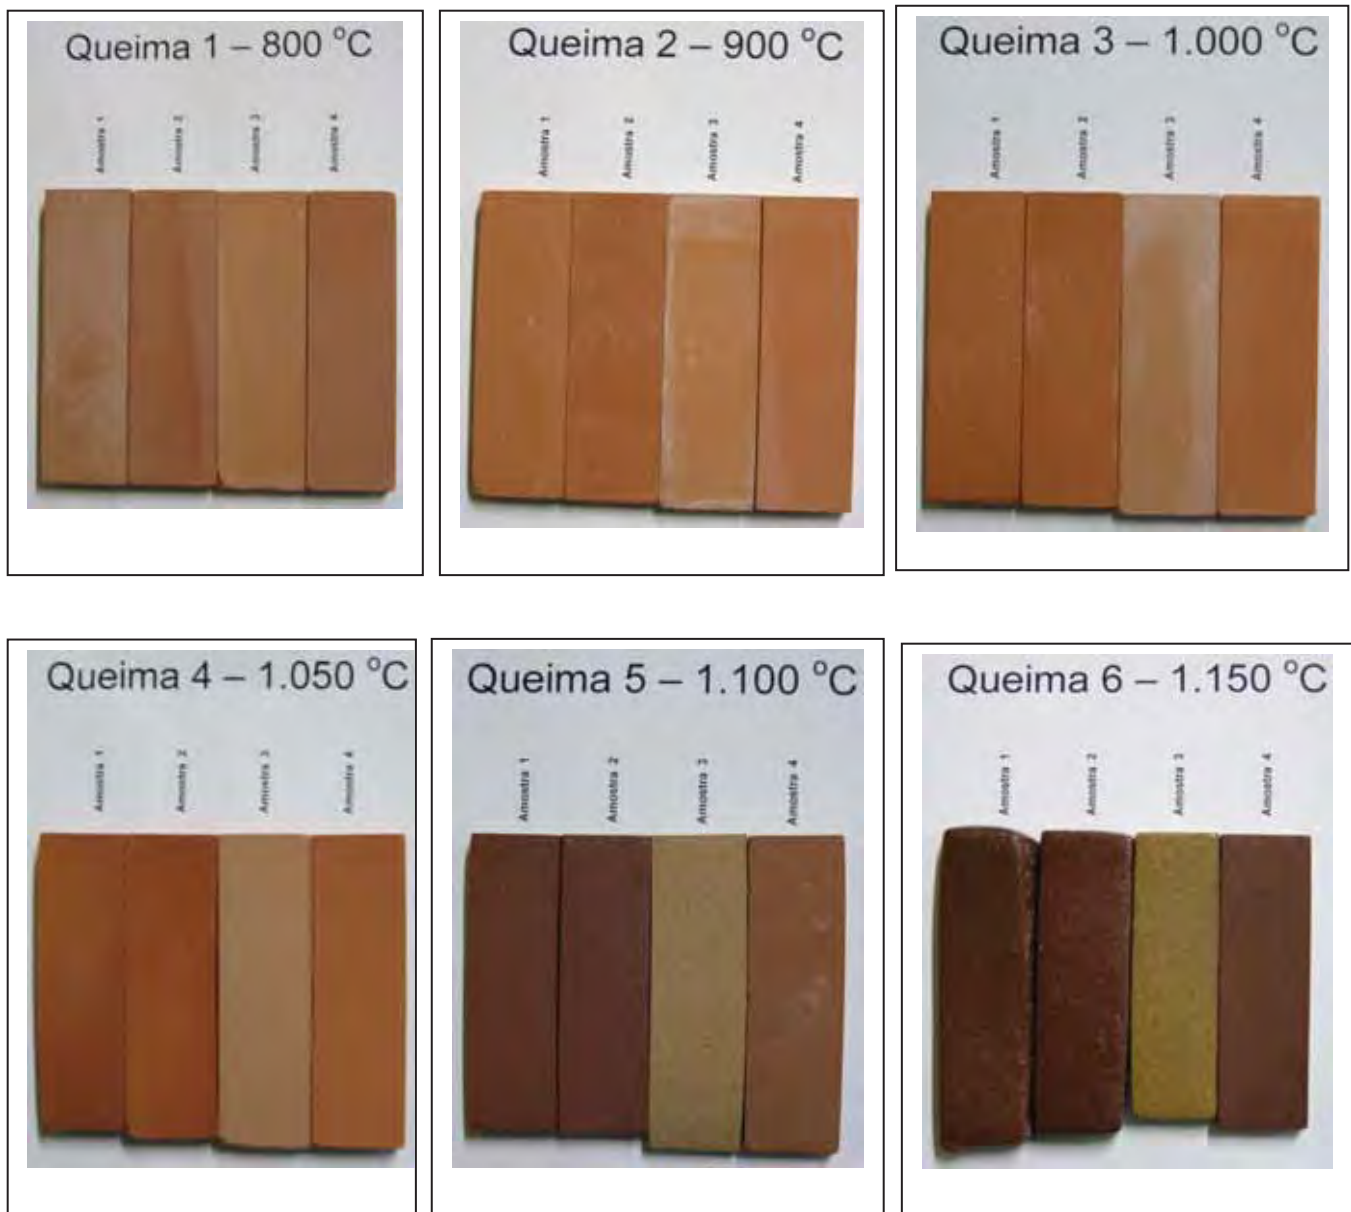 Queima 1 – 800 °C
Amostra 1
Amostra 2
Amostra 3
Amostra 4
Queima 2 – 900 °C
Amostra 1
Amostra 2
Amostra 3
Amostra 4
Queima 3 – 1.000 °C
Amostra 1
Amostra 2
Amostra 3
Amostra 4
Queima 4 – 1.050 °C
Amostra 1
Amostra 2
Amostra 3
Amostra 4
Queima 5 – 1.100 °C
Amostra 1
Amostra 2
Amostra 3
Amostra 4
Queima 6 – 1.150 °C
Amostra 1
Amostra 2
Amostra 3
Amostra 4